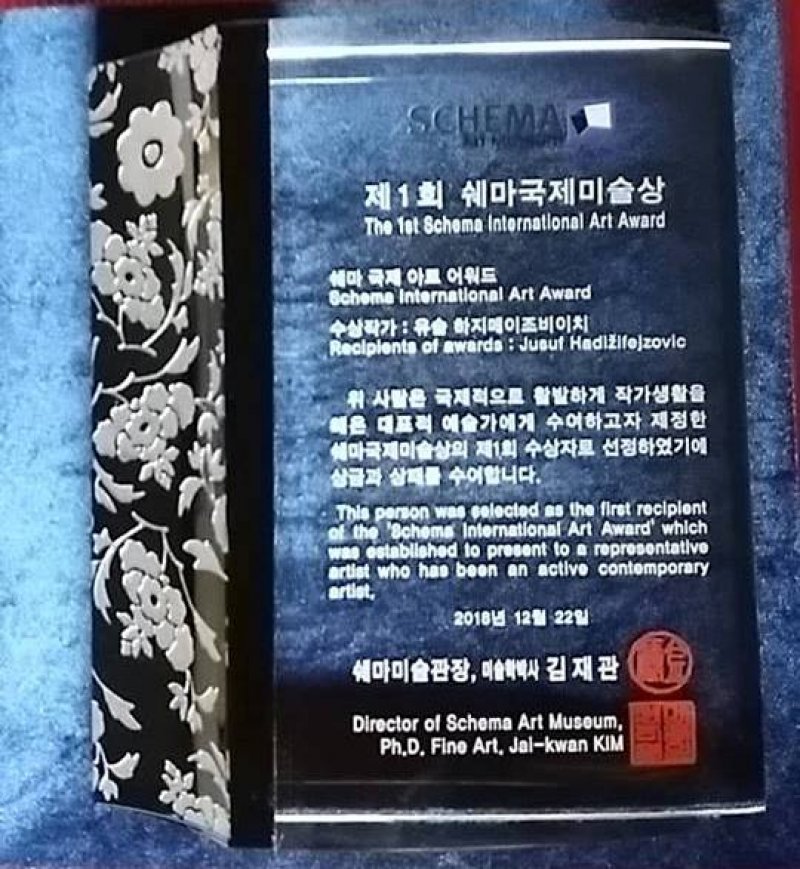 SCHEMA
ART MUSEUM
제1회 쉐마국제미술상
The 1st Schema International Art Award
쉐마 국제 아트 어워드
Schema International Art Award
수상작가 : 유슬 하지메이즈비이치
Recipients of awards : Jusuf Hadižifejzovic
위 사람은 국제적으로 활발하게 작가생활을
해온 대표적 예술가에게 수여하고자 제정한
쉐마국제미술상의 제1회 수상자로 선정하였기에
상금과 상패를 수여합니다.
This person was selected as the first recipient
of the 'Schema International Art Award' which
was established to present to a representative
artist who has been an active contemporary
artist.
2018년 12월 22일
쉐마미술관장, 미술학박사 김재관
Director of Schema Art Museum,
Ph.D. Fine Art. Jai-kwan KIM